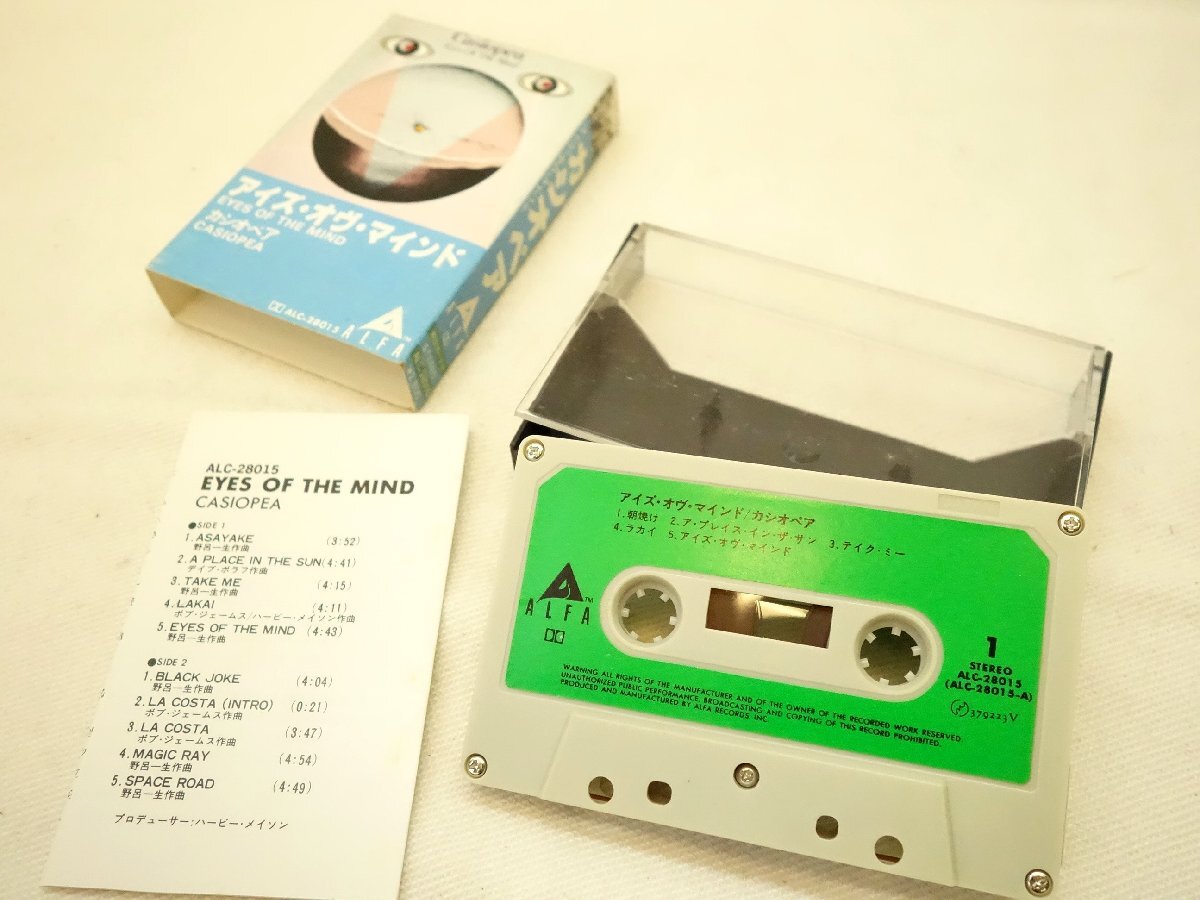 Casiopea
アイズ・オヴ・マインド
EYES OF THE MIND
カシオペア
CASIOPEA
ALC-28015
ALFA
カシオペア
ALC-28015
EYES OF THE MIND
CASIOPEA
●SIDE 1
1.ASAYAKE (3:52)
野呂一生作曲
2.A PLACE IN THE SUN(4:41)
デイブ・ボラフ作曲
3.TAKE ME (4:15)
野呂一生作曲
4.LAKAI (4:11)
ボブ・ジェームス/ハービー・メイソン作曲
5.EYES OF THE MIND (4:43)
野呂一生作曲
●SIDE 2
1.BLACK JOKE (4:04)
野呂一生作曲
2.LA COSTA (INTRO) (0:21)
ボブ・ジェームス作曲
3.LA COSTA (3:47)
ボブ・ジェームス作曲
4.MAGIC RAY (4:54)
野呂一生作曲
5.SPACE ROAD (4:49)
野呂一生作曲
プロデューサー:ハービー・メイソン
アイズ・オヴ・マインド/カシオペア
1.朝焼け 2.ア・プレイス・イン・ザ・サン 3.テイク・ミー
4.ラカイ 5.アイズ・オヴ・マインド
ALFA™
1
STEREO
ALC-28015
(ALC-28015-A)
Ⓟ379223V
WARNING. ALL RIGHTS OF THE MANUFACTURER AND OF THE OWNER OF THE RECORDED WORK RESERVED.
UNAUTHORIZED PUBLIC PERFORMANCE, BROADCASTING AND COPYING OF THIS RECORD PROHIBITED.
PRODUCED AND MANUFACTURED BY ALFA RECORDS, INC.